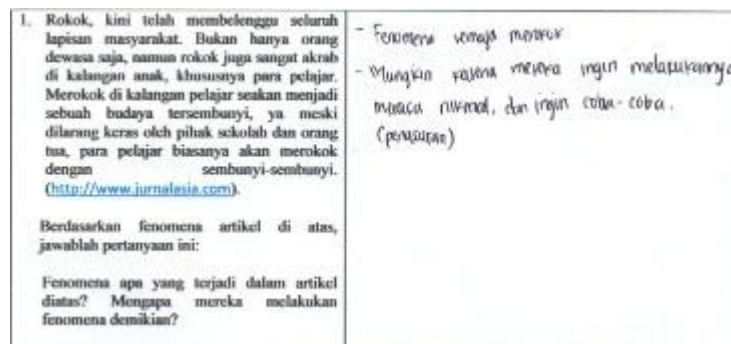 1. Rokok, kini telah membelenggu seluruh
lapisan masyarakat. Bukan hanya orang
dewasa saja, namun rokok juga sangat akrab
di kalangan anak, khususnya para pelajar.
Merokok di kalangan pelajar seakan menjadi
sebuah budaya tersembunyi, ya meski
dilarang keras oleh pihak sekolah dan orang
tua, para pelajar biasanya akan merokok
dengan sembunyi-sembunyi.
(http://www.jurnalasia.com).
Berdasarkan fenomena artikel di atas,
jawablah pertanyaan ini:
Fenomena apa yang terjadi dalam artikel
diatas? Mengapa mereka melakukan
fenomena demikian?
- Fenomena remaja merokok
- Mungkin karena mereka ingin melakukannya
merasa normal, dan ingin coba-coba.
(penasaran)